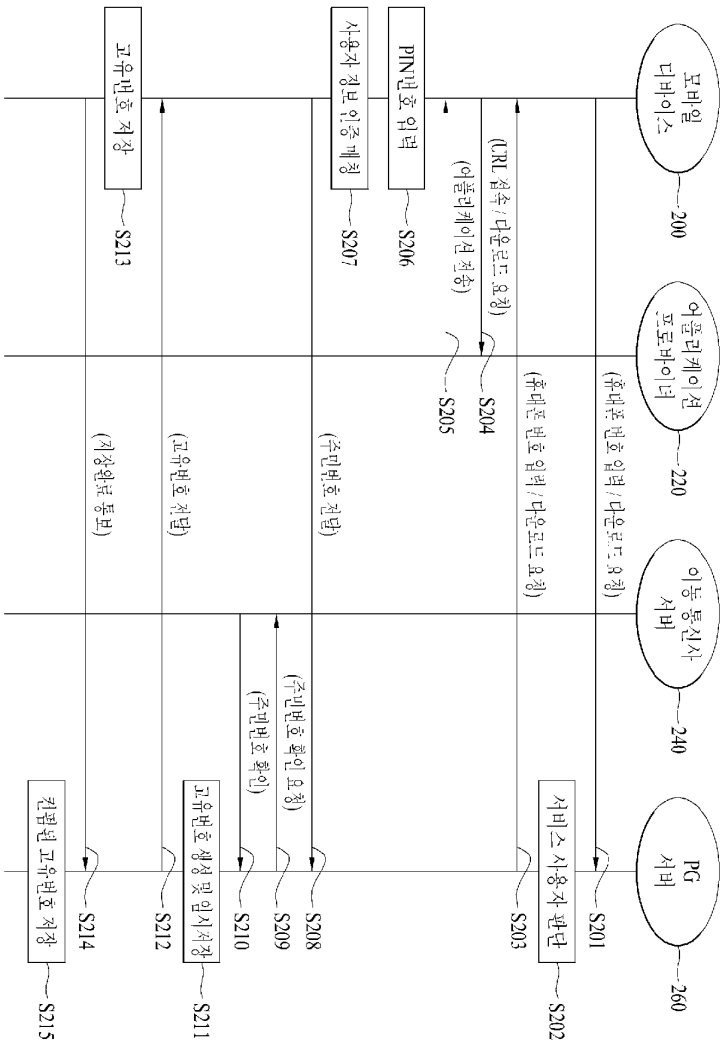 모바일
디바이스
200
어플리케이션
프로바이더
220
이동 통신사
서버
240
PG
서버
260
(휴대폰 번호 입력 / 다운로드 요청)
S201
서비스 사용자 판단
S202
(휴대폰 번호 입력 / 다운로드 요청)
S203
(URL 접속 / 다운로드 요청)
S204
(어플리케이션 전송)
S205
PIN번호 입력
S206
사용자 정보 인증 매칭
S207
(주민번호 전달)
S208
(주민번호 확인 요청)
S209
(주민번호 확인)
S210
고유번호 생성 및 임시저장
S211
(고유번호 전달)
S212
고유번호 저장
S213
(저장완료 통보)
S214
컨펌된 고유번호 저장
S215